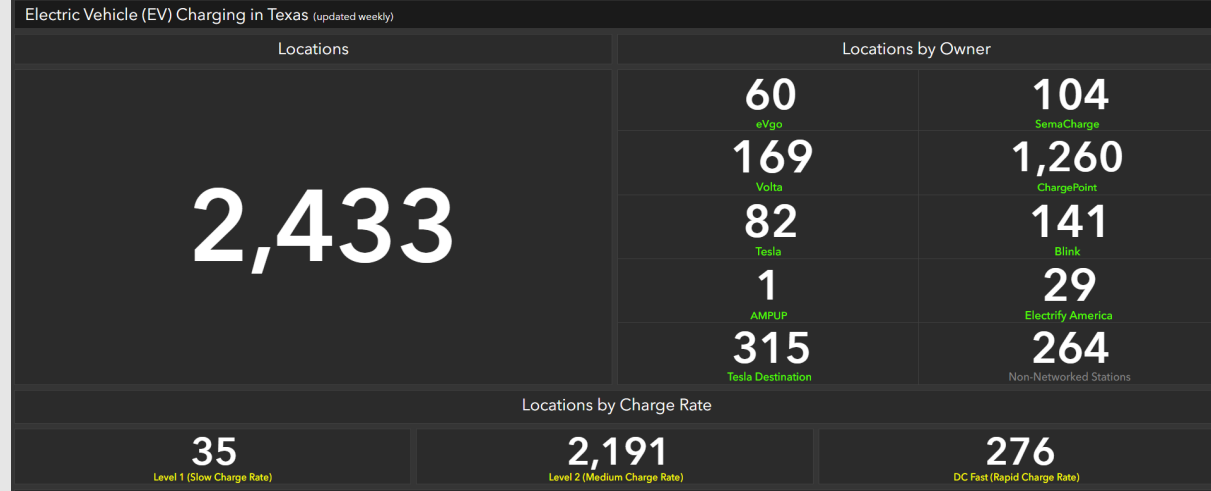 Electric Vehicle (EV) Charging in Texas (updated weekly)
Locations
2,433
Locations by Owner
60
eVgo
104
SemaCharge
169
Volta
1,260
ChargePoint
82
Tesla
141
Blink
1
AMPUP
29
Electrify America
315
Tesla Destination
264
Non-Networked Stations
Locations by Charge Rate
35
Level 1 (Slow Charge Rate)
2,191
Level 2 (Medium Charge Rate)
276
DC Fast (Rapid Charge Rate)